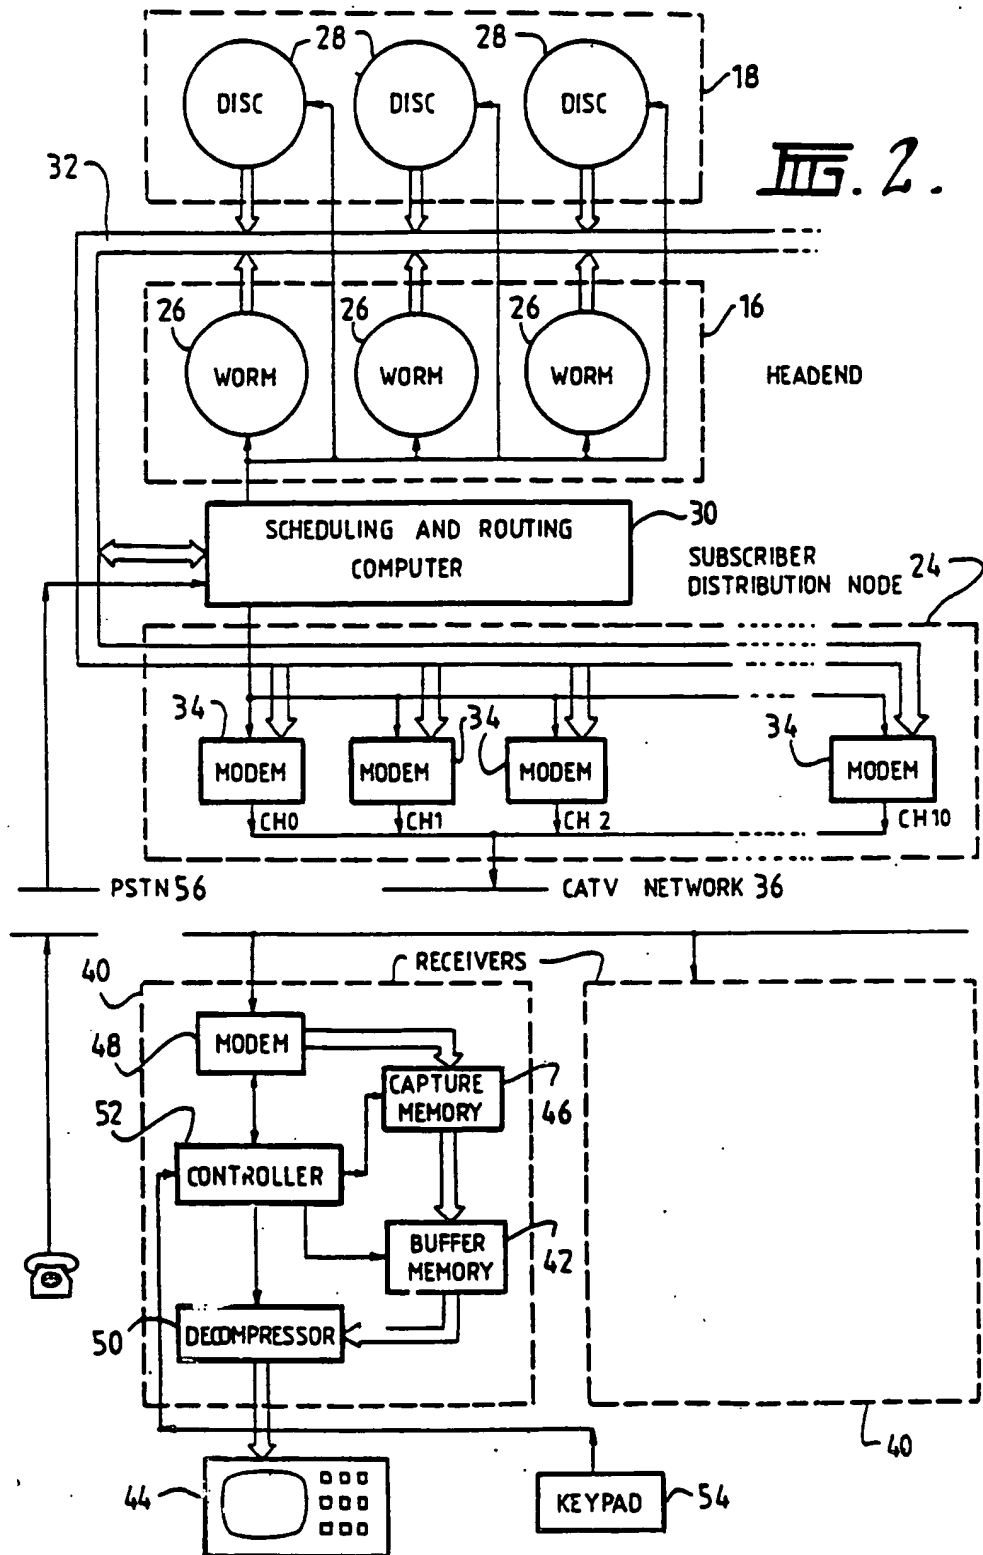 28
28
DISC
DISC
DISC
18
FIG. 2.
32
26
26
26
16
WORM
WORM
WORM
HEADEND
SCHEDULING AND ROUTING
COMPUTER
30
SUBSCRIBER
DISTRIBUTION NODE
24
34
34
34
34
MODEM
MODEM
MODEM
MODEM
CH0
CH1
CH 2
CH 10
PSTN 56
CATV NETWORK 36
RECEIVERS
40
48
MODEM
CAPTURE
MEMORY
46
52
CONTROLLER
BUFFER
MEMORY
42
50
DECOMPRESSOR
40
44
KEYPAD
54